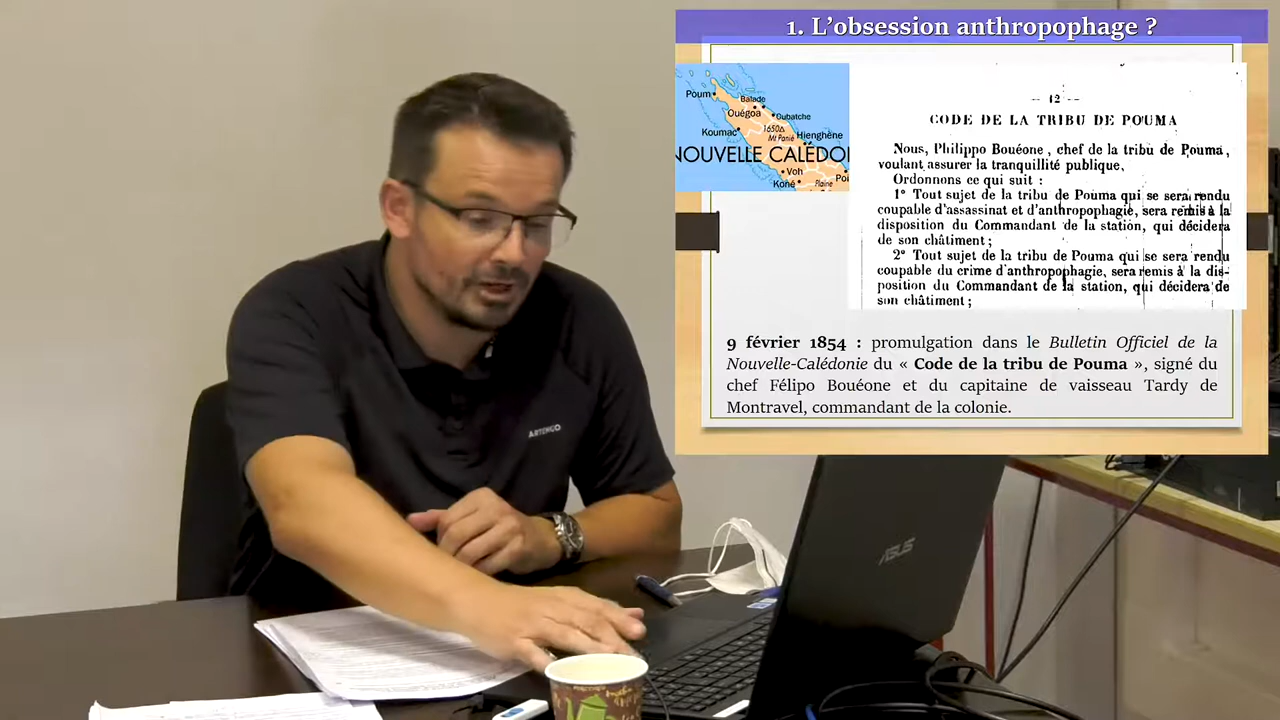 1. L'obsession anthropophage ?
Poum
Balade
Ouégoa
Oubatche
Koumac
1650Δ
Mt Panié
Hienghène
NOUVELLE CALÉDO
Voh
Koné
Plaine
— 12 —
CODE DE LA TRIBU DE POUMA
Nous, Philippo Bouéone, chef de la tribu de Pouma,
voulant assurer la tranquillité publique,
Ordonnons ce qui suit :
1° Tout sujet de la tribu de Pouma qui se sera rendu
coupable d'assassinat et d'anthropophagie, sera remis à la
disposition du Commandant de la station, qui décidera
de son châtiment ;
2° Tout sujet de la tribu de Pouma qui se sera rendu
coupable du crime d'anthropophagie, sera remis à la dis-
position du Commandant de la station, qui décidera de
son châtiment ;
9 février 1854 : promulgation dans le Bulletin Officiel de la
Nouvelle-Calédonie du « Code de la tribu de Pouma », signé du
chef Félipo Bouéone et du capitaine de vaisseau Tardy de
Montravel, commandant de la colonie.
ARTENGO
ASUS